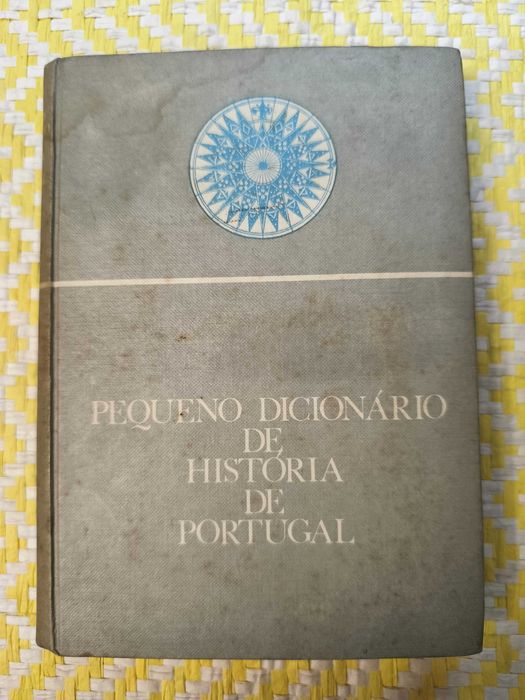 PEQUENO DICIONÁRIO
DE
HISTÓRIA
DE
PORTUGAL